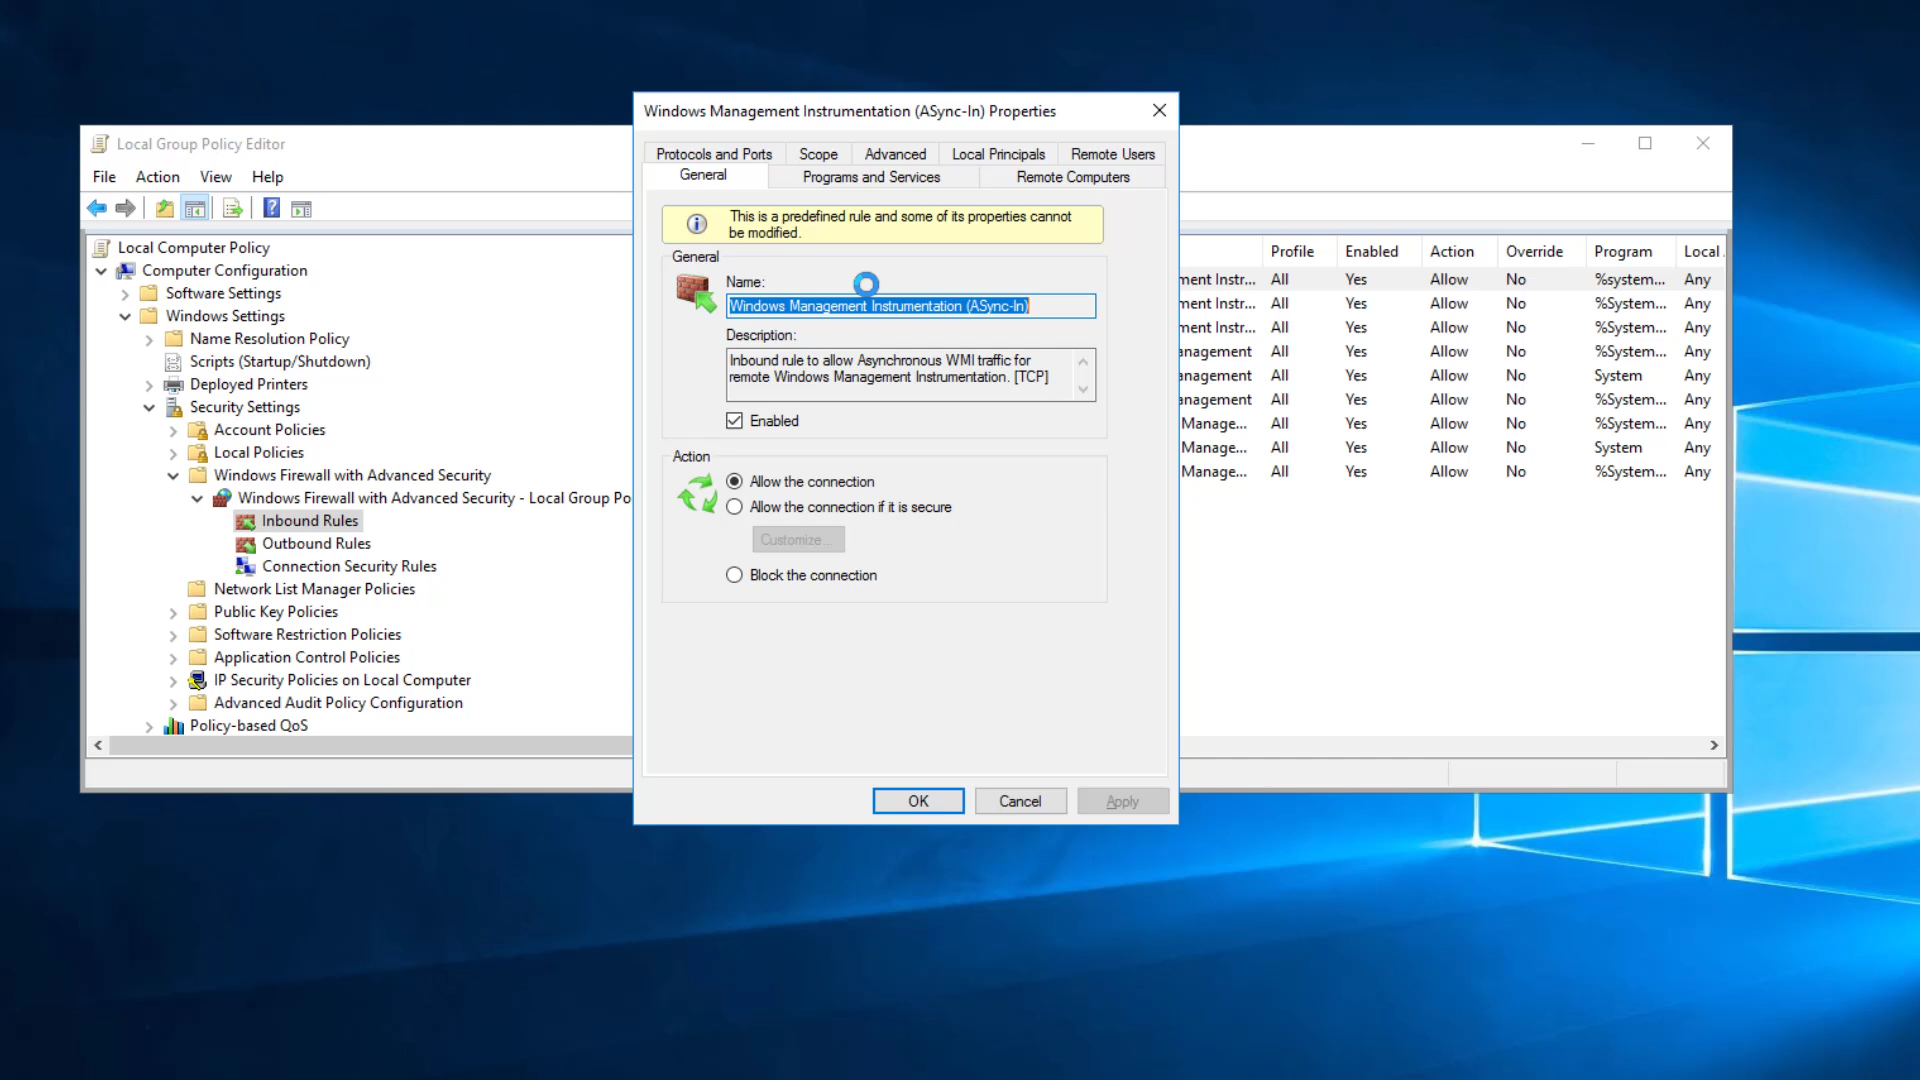 Local Group Policy Editor
File Action View Help
Local Computer Policy
Computer Configuration
Software Settings
Windows Settings
Name Resolution Policy
Scripts (Startup/Shutdown)
Deployed Printers
Security Settings
Account Policies
Local Policies
Windows Firewall with Advanced Security
Windows Firewall with Advanced Security - Local Group Po
Inbound Rules
Outbound Rules
Connection Security Rules
Network List Manager Policies
Public Key Policies
Software Restriction Policies
Application Control Policies
IP Security Policies on Local Computer
Advanced Audit Policy Configuration
Policy-based QoS
Windows Management Instrumentation (ASync-In) Properties
Protocols and Ports Scope Advanced Local Principals Remote Users
General Programs and Services Remote Computers
This is a predefined rule and some of its properties cannot
be modified.
General
Name:
Windows Management Instrumentation (ASync-In)
Description:
Inbound rule to allow Asynchronous WMI traffic for
remote Windows Management Instrumentation. [TCP]
Enabled
Action
Allow the connection
Allow the connection if it is secure
Customize...
Block the connection
OK Cancel Apply
Profile Enabled Action Override Program Local
ment Instr... All Yes Allow No %system... Any
ment Instr... All Yes Allow No %System... Any
ment Instr... All Yes Allow No %System... Any
anagement All Yes Allow No %System... Any
anagement All Yes Allow No System Any
anagement All Yes Allow No %System... Any
Manage... All Yes Allow No %System... Any
Manage... All Yes Allow No System Any
Manage... All Yes Allow No %System... Any